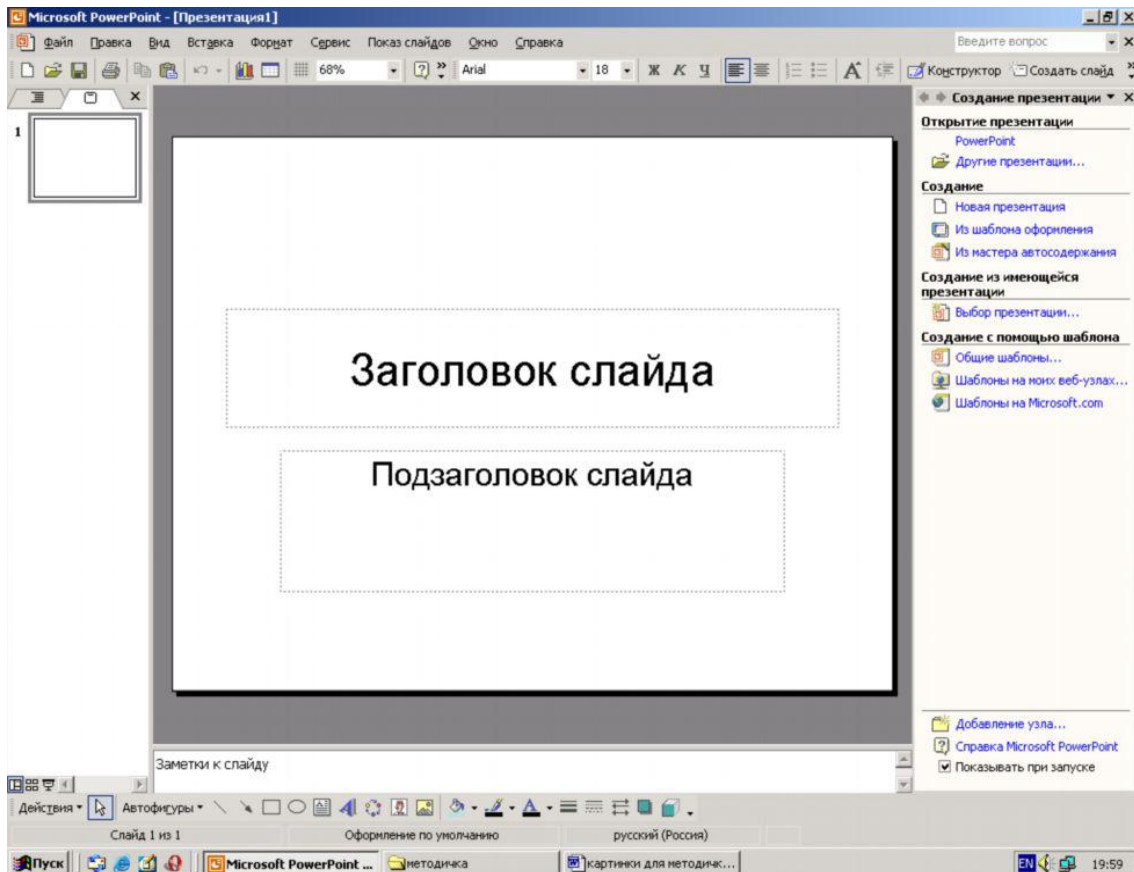 Microsoft PowerPoint - [Презентация1]
Файл Правка Вид Вставка Формат Сервис Показ слайдов Окно Справка Введите вопрос
68% Arial 18 Ж К Ч Конструктор Создать слайд
Создание презентации
1
Открытие презентации
PowerPoint
Другие презентации...
Создание
Новая презентация
Из шаблона оформления
Из мастера автосодержания
Создание из имеющейся
презентации
Выбор презентации...
Создание с помощью шаблона
Общие шаблоны...
Шаблоны на моих веб-узлах...
Шаблоны на Microsoft.com
Заголовок слайда
Подзаголовок слайда
Добавление узла...
Справка Microsoft PowerPoint
Показывать при запуске
Заметки к слайду
Действия Автофигуры
Слайд 1 из 1 Оформление по умолчанию русский (Россия)
Пуск Microsoft PowerPoint ... методичка картинки для методичк... EN 19:59